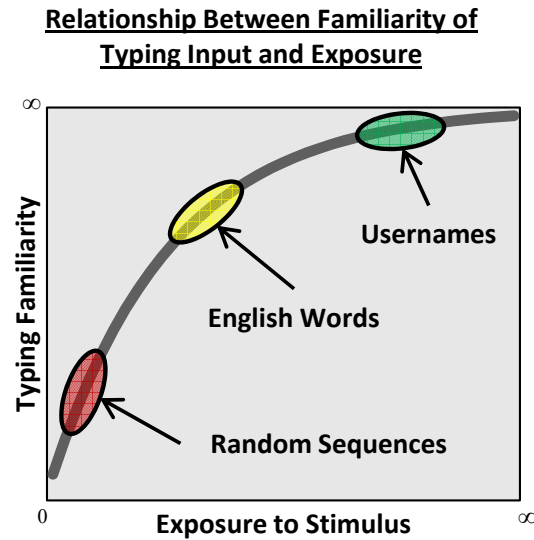 Relationship Between Familiarity of
Typing Input and Exposure
∞
Typing Familiarity
Usernames
English Words
Random Sequences
0
∞
Exposure to Stimulus